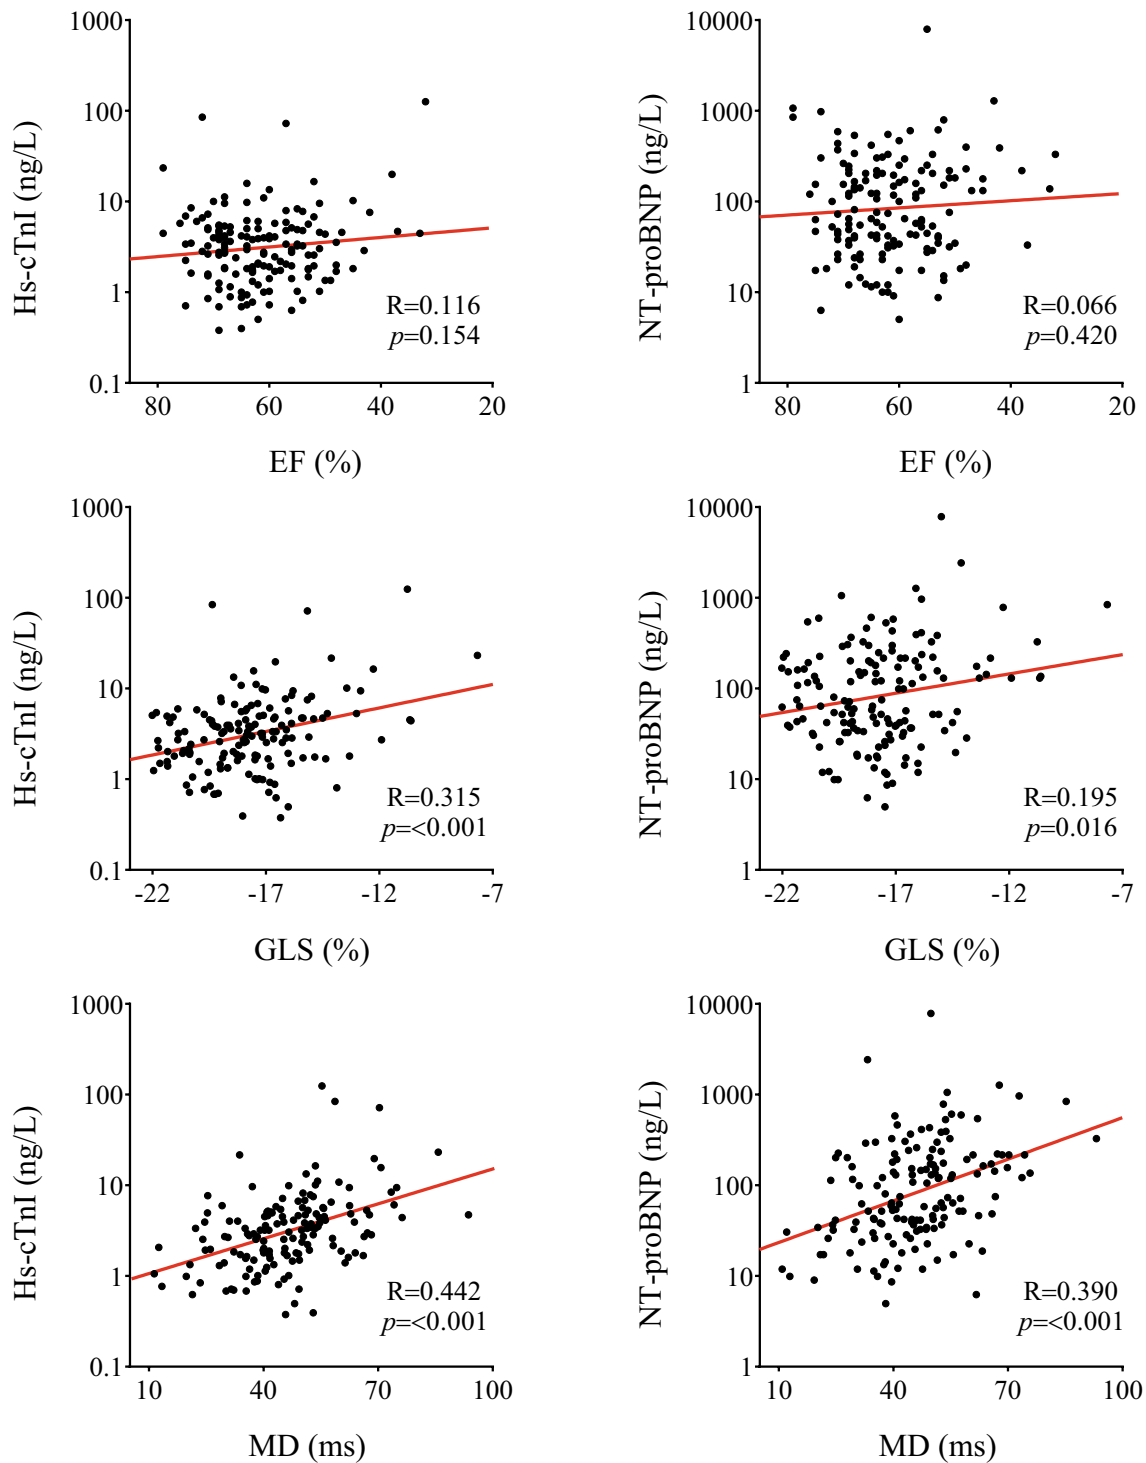 1000
100
10
1
0.1
Hs-cTnI (ng/L)
R=0.116
p=0.154
80 60 40 20
EF (%)
10000
1000
100
10
1
NT-proBNP (ng/L)
R=0.066
p=0.420
80 60 40 20
EF (%)
1000
100
10
1
0.1
Hs-cTnI (ng/L)
R=0.315
p=<0.001
-22 -17 -12 -7
GLS (%)
10000
1000
100
10
1
NT-proBNP (ng/L)
R=0.195
p=0.016
-22 -17 -12 -7
GLS (%)
1000
100
10
1
0.1
Hs-cTnI (ng/L)
R=0.442
p=<0.001
10 40 70 100
MD (ms)
10000
1000
100
10
1
NT-proBNP (ng/L)
R=0.390
p=<0.001
10 40 70 100
MD (ms)